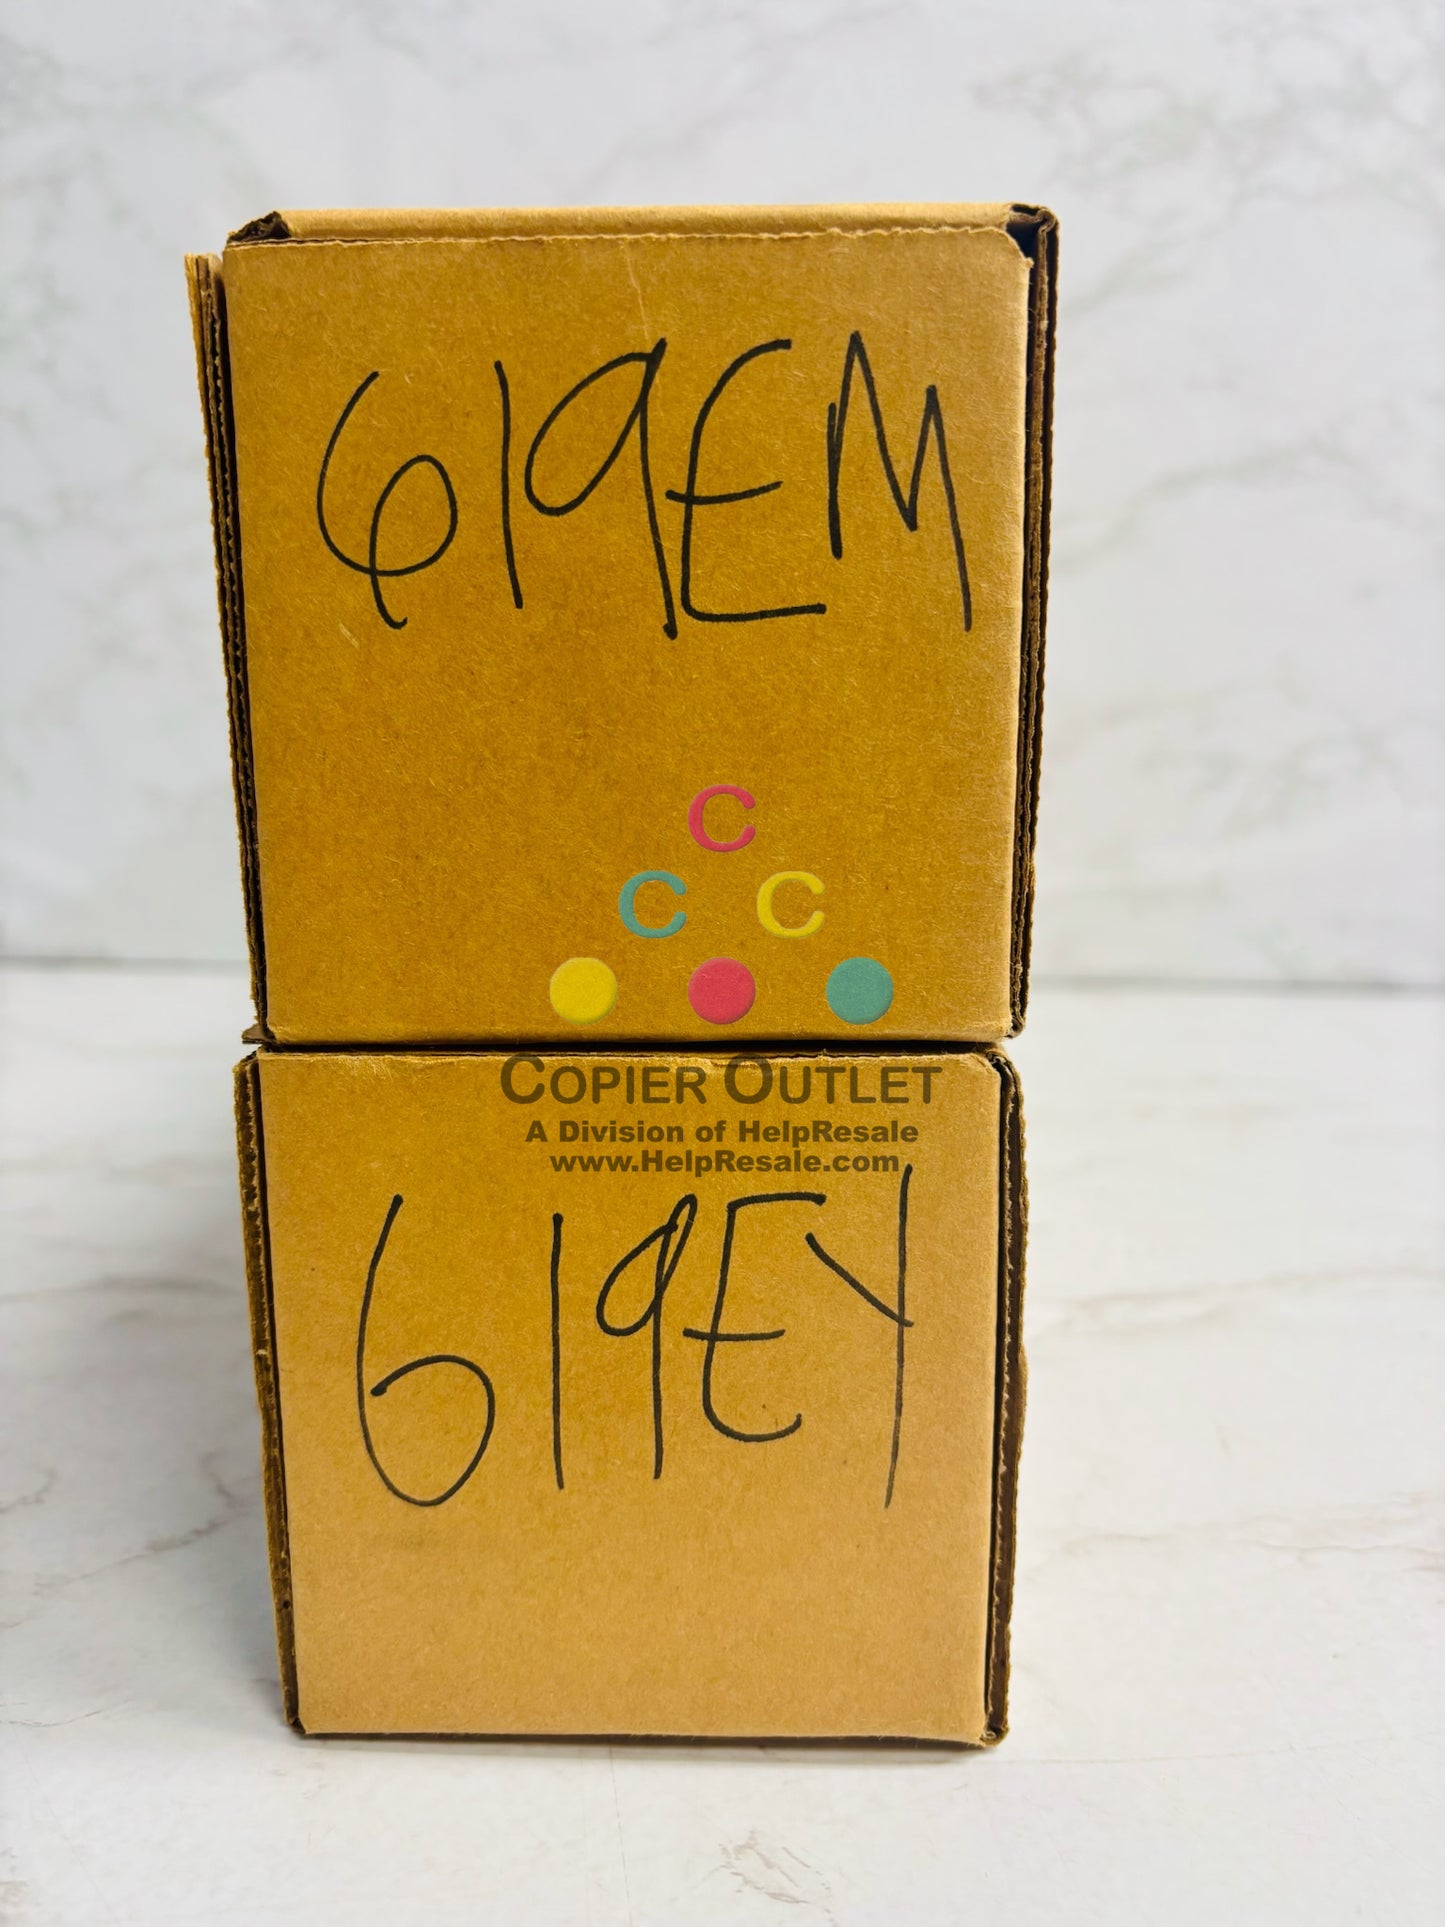 619EM
C
C C
COPIER OUTLET
A Division of HelpResale
www.HelpResale.com
619EY